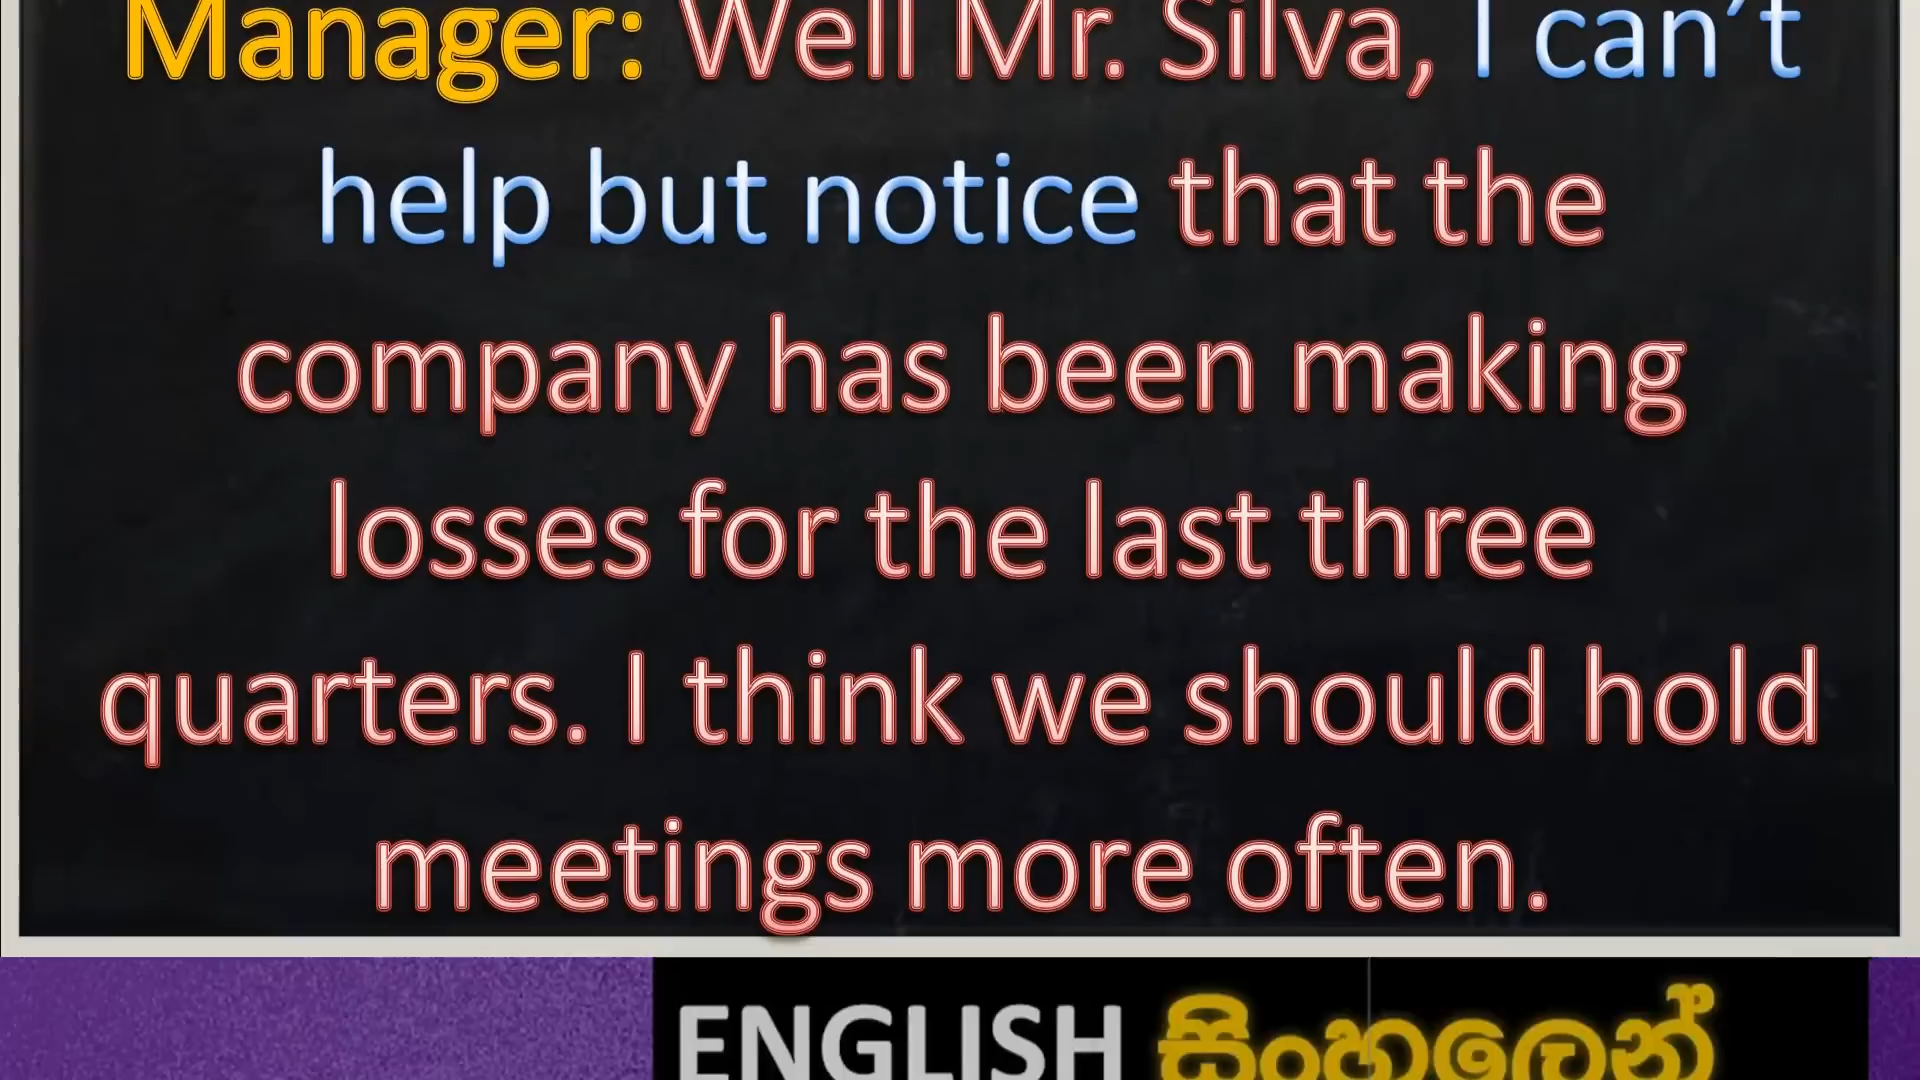 Manager: Well Mr. Silva, I can’t
help but notice that the
company has been making
losses for the last three
quarters. I think we should hold
meetings more often.
ENGLISH සිංහලෙන්